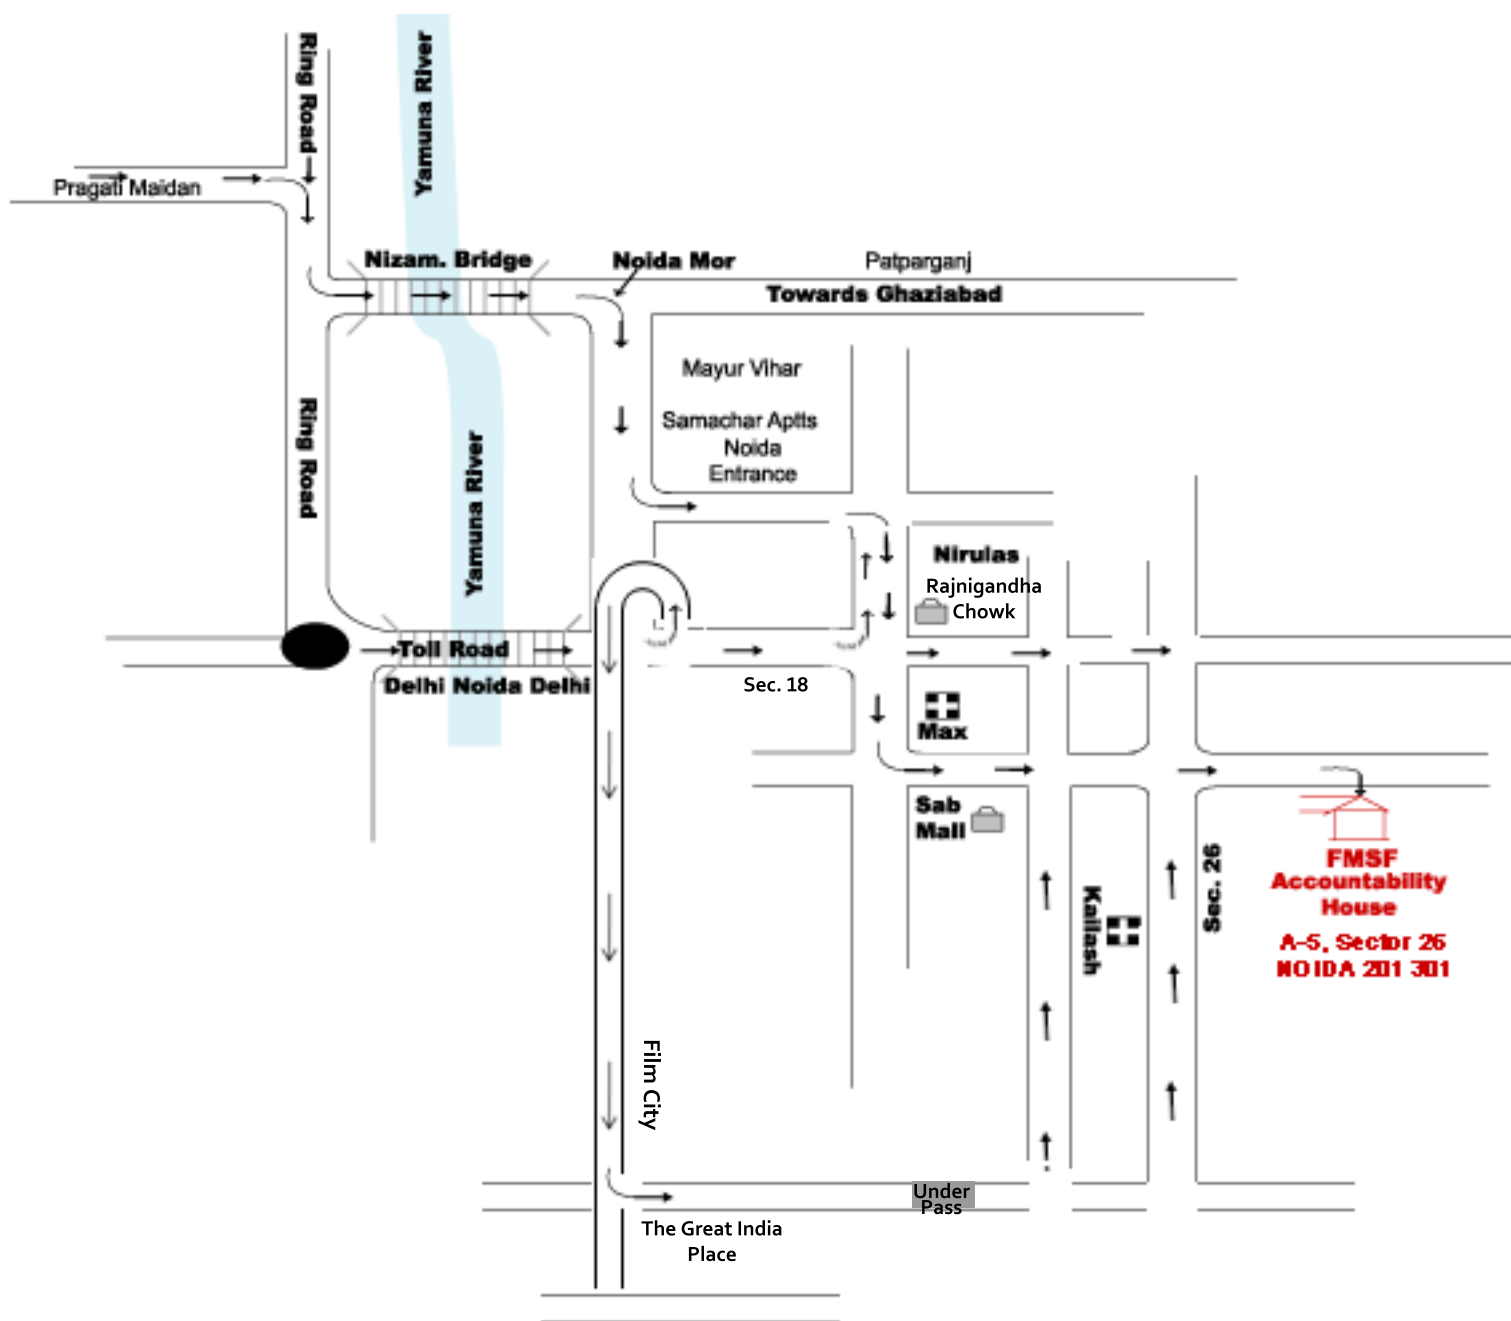 Ring Road
Yamuna River
Pragati Maidan
Nizam. Bridge
Noida Mor
Patparganj
Towards Ghaziabad
Mayur Vihar
Samachar Aptts
Noida
Entrance
Ring Road
Yamuna River
Nirulas
Rajnigandha
Chowk
Toll Road
Delhi Noida Delhi
Sec. 18
Max
Sab
Mall
Kailash
Sec. 26
FMSF
Accountability
House
A-5, Sector 26
NOIDA 201 301
Film City
Under
Pass
The Great India
Place